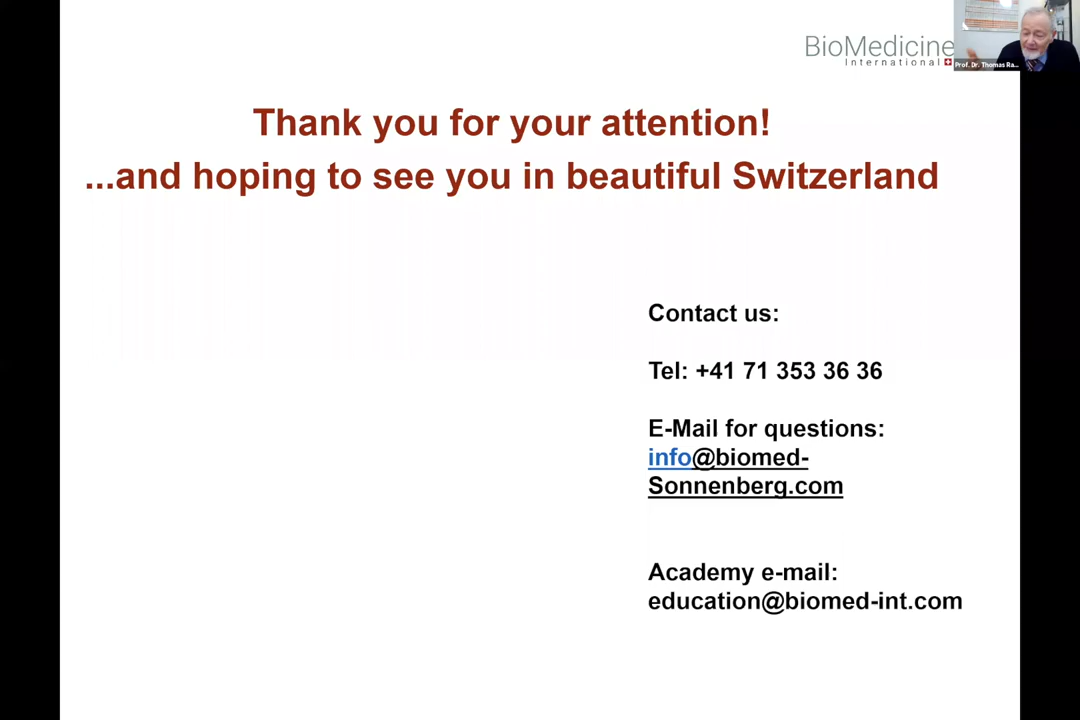 BioMedicine
International
Prof. Dr. Thomas Ra...
Thank you for your attention!
...and hoping to see you in beautiful Switzerland
Contact us:
Tel: +41 71 353 36 36
E-Mail for questions:
info@biomed-
Sonnenberg.com
Academy e-mail:
education@biomed-int.com